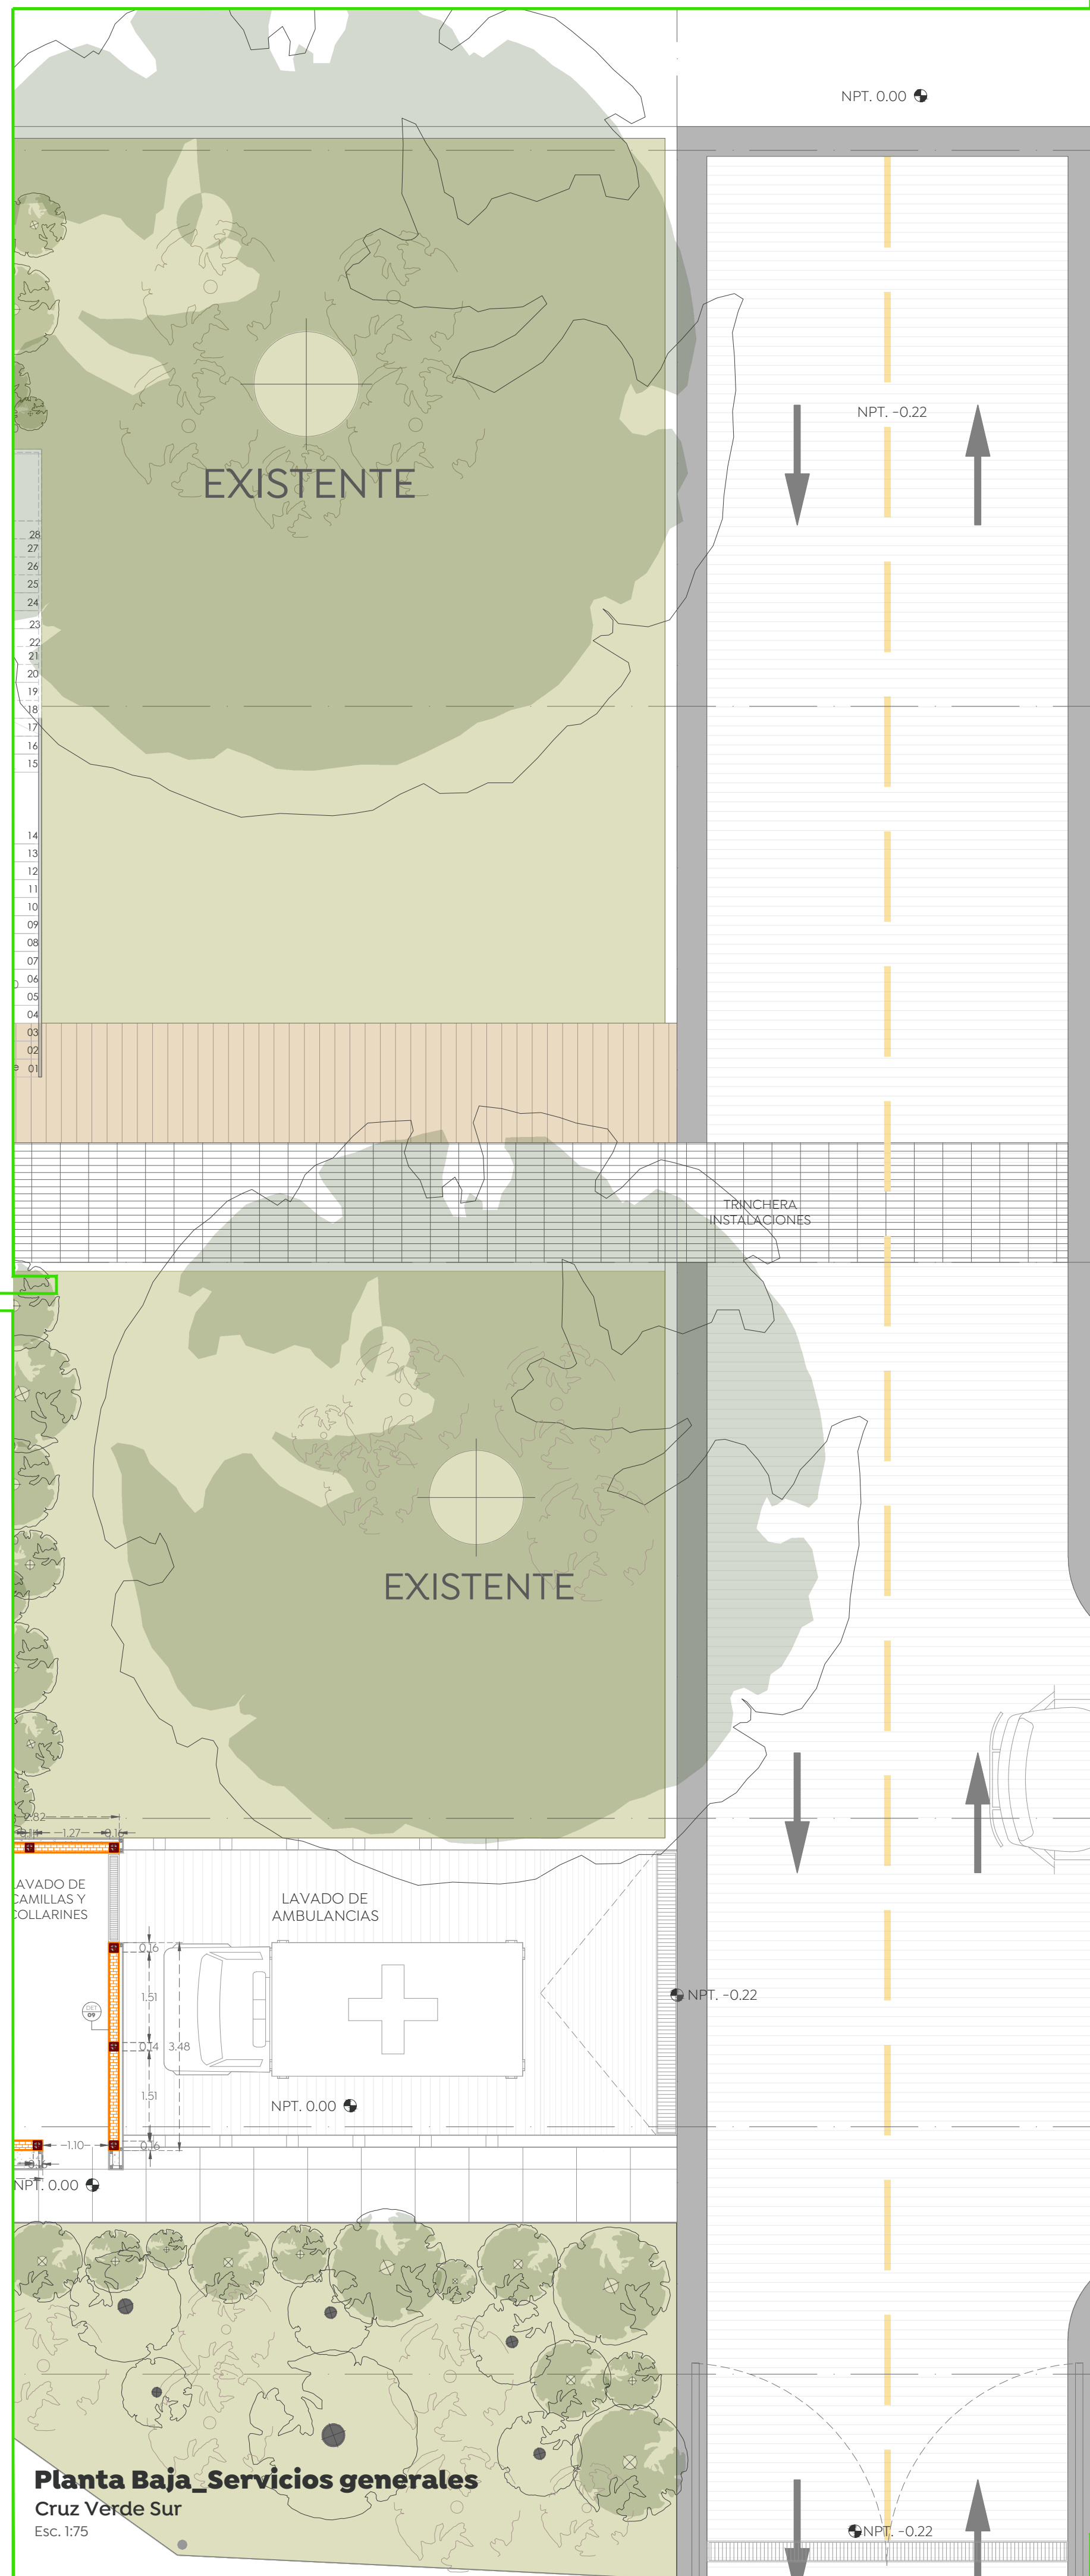 NPT. 0.00
NPT. -0.22
EXISTENTE
28
27
26
25
24
23
22
21
20
19
18
17
16
15
14
13
12
11
10
09
08
07
06
05
04
03
02
01
TRINCHERA
INSTALACIONES
EXISTENTE
2.82
1.27
LAVADO DE
AMBULANCIAS
AVADO DE
CAMILLAS Y
COLLARINES
0.16
1.51
DET
09
0.14
3.48
1.51
0.16
1.10
NPT. -0.22
NPT. 0.00
NPT. 0.00
Planta Baja_Servicios generales
Cruz Verde Sur
Esc. 1:75
NPT. -0.22